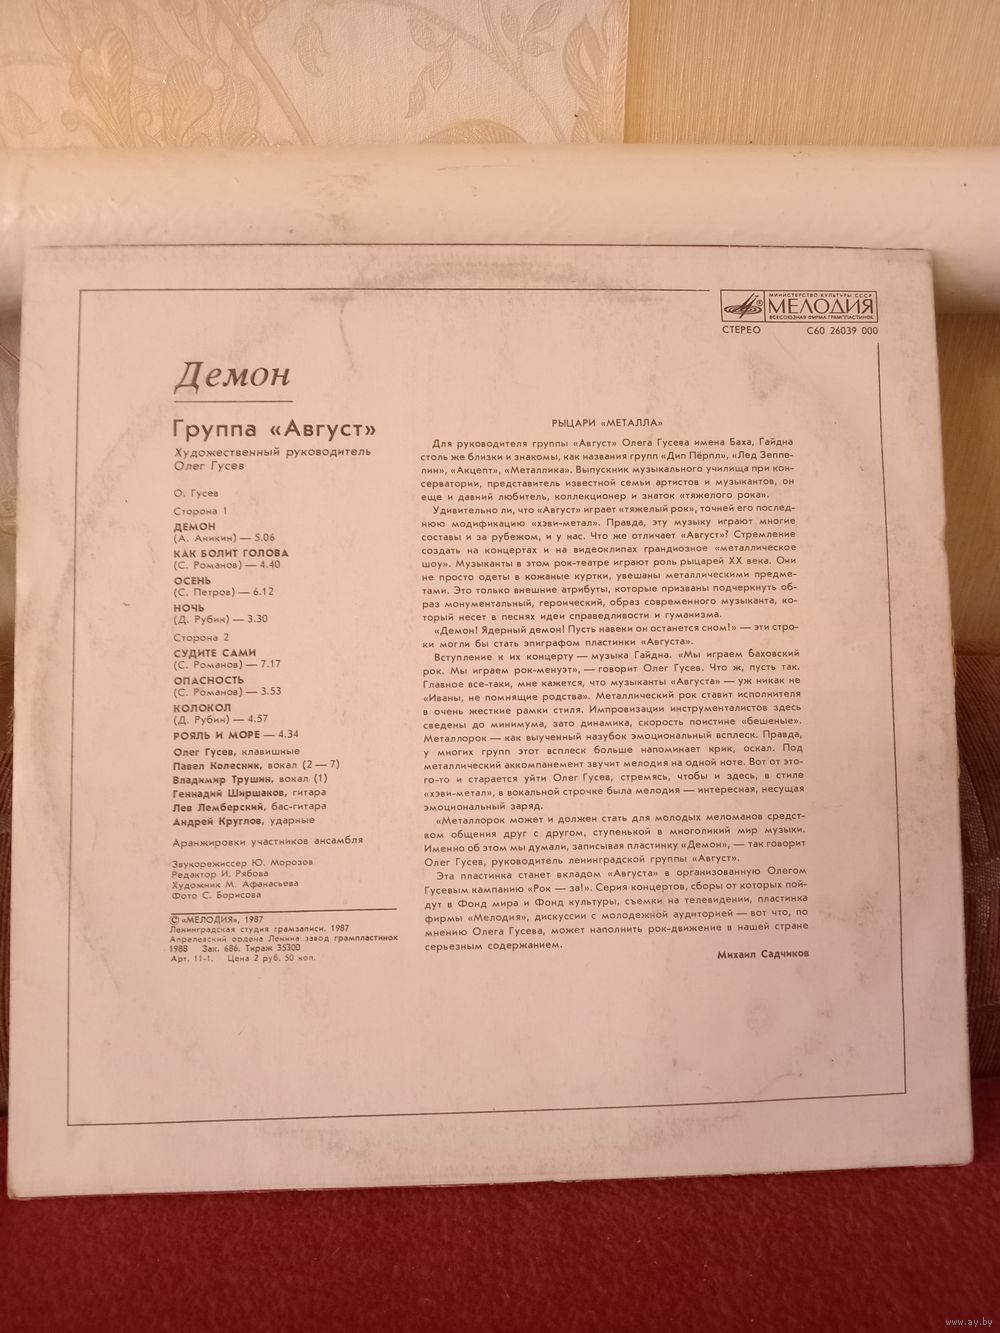 МИНИСТЕРСТВО КУЛЬТУРЫ СССР
МЕЛОДИЯ
ВСЕСОЮЗНАЯ ФИРМА ГРАМПЛАСТИНОК
СТЕРЕО С60 26039 000
Демон
Группа «Август»
Художественный руководитель
Олег Гусев
О. Гусев
Сторона 1
ДЕМОН
(А. Аникин) — 5.06
КАК БОЛИТ ГОЛОВА
(С. Романов) — 4.40
ОСЕНЬ
(С. Петров) — 6.12
НОЧЬ
(Д. Рубин) — 3.30
Сторона 2
СУДИТЕ САМИ
(С. Романов) — 7.17
ОПАСНОСТЬ
(С. Романов) — 3.53
КОЛОКОЛ
(Д. Рубин) — 4.57
РОЯЛЬ И МОРЕ — 4.34
Олег Гусев, клавишные
Павел Колесник, вокал (2 — 7)
Владимир Трушин, вокал (1)
Геннадий Ширшаков, гитара
Лев Лемберский, бас-гитара
Андрей Круглов, ударные
Аранжировки участников ансамбля
Звукорежиссер Ю. Морозов
Редактор И. Рябова
Художник М. Афанасьева
Фото С. Борисова
© «МЕЛОДИЯ», 1987
Ленинградская студия грамзаписи. 1987
Апрелевский ордена Ленина завод грампластинок
1988 Зак. 686. Тираж 35300
Арт. 11-1. Цена 2 руб. 50 коп.
РЫЦАРИ «МЕТАЛЛА»
Для руководителя группы «Август» Олега Гусева имена Баха, Гайдна
столь же близки и знакомы, как названия групп «Дип Пёрпл», «Лед Зеппе-
лин», «Акцепт», «Металлика». Выпускник музыкального училища при кон-
серватории, представитель известной семьи артистов и музыкантов, он
еще и давний любитель, коллекционер и знаток «тяжелого рока».
Удивительно ли, что «Август» играет «тяжелый рок», точней его послед-
нюю модификацию «хэви-метал». Правда, эту музыку играют многие
составы и за рубежом, и у нас. Что же отличает «Август»? Стремление
создать на концертах и на видеоклипах грандиозное «металлическое
шоу». Музыканты в этом рок-театре играют роль рыцарей XX века. Они
не просто одеты в кожаные куртки, увешаны металлическими предме-
тами. Это только внешние атрибуты, которые призваны подчеркнуть об-
раз монументальный, героический, образ современного музыканта, ко-
торый несет в песнях идеи справедливости и гуманизма.
«Демон! Ядерный демон! Пусть навеки он останется сном!» — эти стро-
ки могли бы стать эпиграфом пластинки «Августа».
Вступление к их концерту — музыка Гайдна. «Мы играем Баховский
рок. Мы играем рок-менуэт», — говорит Олег Гусев. Что ж, пусть так.
Главное все-таки, мне кажется, что музыканты «Августа» — уж никак не
«Иваны, не помнящие родства». Металлический рок ставит исполнителя
в очень жесткие рамки стиля. Импровизации инструменталистов здесь
сведены до минимума, зато динамика, скорость поистине «бешеные».
Металлорок — как выученный назубок эмоциональный всплеск. Правда,
у многих групп этот всплеск больше напоминает крик, оскал. Под
металлический аккомпанемент звучит мелодия на одной ноте. Вот от это-
го-то и старается уйти Олег Гусев, стремясь, чтобы и здесь, в стиле
«хэви-метал», в вокальной строчке была мелодия — интересная, несущая
эмоциональный заряд.
«Металлорок может и должен стать для молодых меломанов средст-
вом общения друг с другом, ступенькой в многоликий мир музыки.
Именно об этом мы думали, записывая пластинку «Демон», — так говорит
Олег Гусев, руководитель ленинградской группы «Август».
Эта пластинка станет вкладом «Августа» в организованную Олегом
Гусевым кампанию «Рок — за!». Серия концертов, сборы от которых пой-
дут в Фонд мира и Фонд культуры, съемки на телевидении, пластинка
фирмы «Мелодия», дискуссии с молодежной аудиторией — вот что, по
мнению Олега Гусева, может наполнить рок-движение в нашей стране
серьезным содержанием.
Михаил Садчиков
www.ay.by